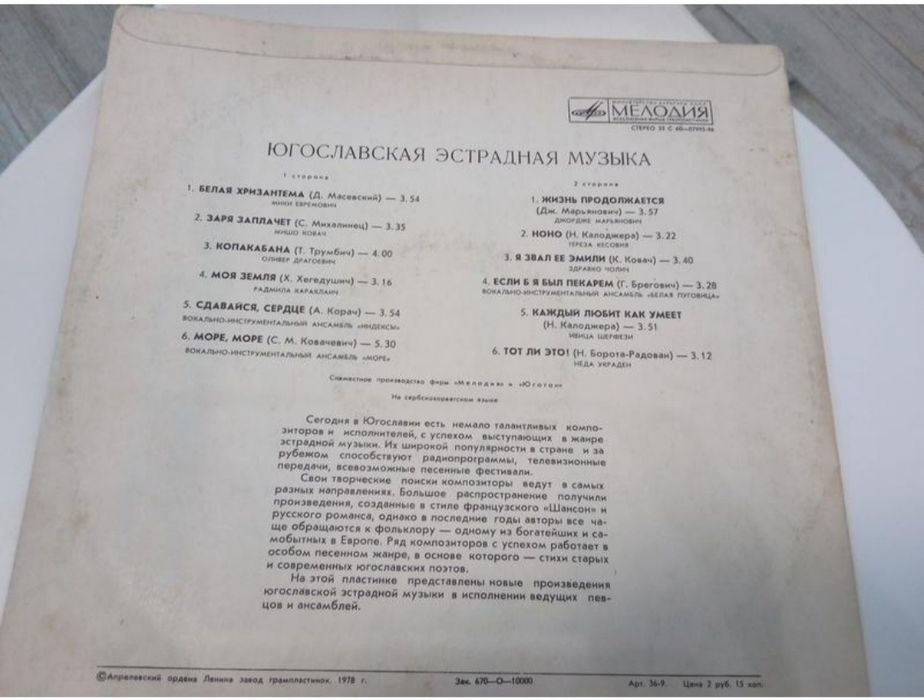 МЕЛОДИЯ
СТЕРЕО 33 С 60—07995-96
ЮГОСЛАВСКАЯ ЭСТРАДНАЯ МУЗЫКА
1 сторона
1. БЕЛАЯ ХРИЗАНТЕМА (Д. Масевский) — 3.54
МИКИ ЕВРЕМОВИЧ
2. ЗАРЯ ЗАПЛАЧЕТ (С. Михалинец) — 3.35
МИШО КОВАЧ
3. КОПАКАБАНА (Т. Трумбич) — 4.00
ОЛИВЕР ДРАГОЕВИЧ
4. МОЯ ЗЕМЛЯ (Х. Хегедушич) — 3.16
РАДМИЛА КАРАКЛАИЧ
5. СДАВАЙСЯ, СЕРДЦЕ (А. Корач) — 3.54
ВОКАЛЬНО-ИНСТРУМЕНТАЛЬНЫЙ АНСАМБЛЬ «ИНДЕКСЫ»
6. МОРЕ, МОРЕ (С. М. Ковачевич) — 5.30
ВОКАЛЬНО-ИНСТРУМЕНТАЛЬНЫЙ АНСАМБЛЬ «МОРЕ»
2 сторона
1. ЖИЗНЬ ПРОДОЛЖАЕТСЯ
(Дж. Марьянович) — 3.57
ДЖОРДЖЕ МАРЬЯНОВИЧ
2. НОНО (Н. Калоджера) — 3.22
ТЕРЕЗА КЕСОВИЯ
3. Я ЗВАЛ ЕЕ ЭМИЛИ (К. Ковач) — 3.40
ЗДРАВКО ЧОЛИЧ
4. ЕСЛИ Б Я БЫЛ ПЕКАРЕМ (Г. Брегович) — 3.28
ВОКАЛЬНО-ИНСТРУМЕНТАЛЬНЫЙ АНСАМБЛЬ «БЕЛАЯ ПУГОВИЦА»
5. КАЖДЫЙ ЛЮБИТ КАК УМЕЕТ
(Н. Калоджера) — 3.51
ИВИЦА ШЕРФЕЗИ
6. ТОТ ЛИ ЭТО! (Н. Борота-Радован) — 3.12
НЕДА УКРАДЕН
Совместное производство фирм «Мелодия» и «Юготон»
На сербскохорватском языке
Сегодня в Югославии есть немало талантливых компо-
зиторов и исполнителей, с успехом выступающих в жанре
эстрадной музыки. Их широкой популярности в стране и за
рубежом способствуют радиопрограммы, телевизионные
передачи, всевозможные песенные фестивали.
Свои творческие поиски композиторы ведут в самых
разных направлениях. Большое распространение получили
произведения, созданные в стиле французского «Шансон» и
русского романса, однако в последние годы авторы все ча-
ще обращаются к фольклору — одному из богатейших и са-
мобытных в Европе. Ряд композиторов с успехом работает в
особом песенном жанре, в основе которого — стихи старых
и современных югославских поэтов.
На этой пластинке представлены новые произведения
югославской эстрадной музыки в исполнении ведущих пев-
цов и ансамблей.
©Апрелевский ордена Ленина завод грампластинок. 1978 г. Зак. 670—О—10000 Арт. 36-9. Цена 2 руб. 15 коп.